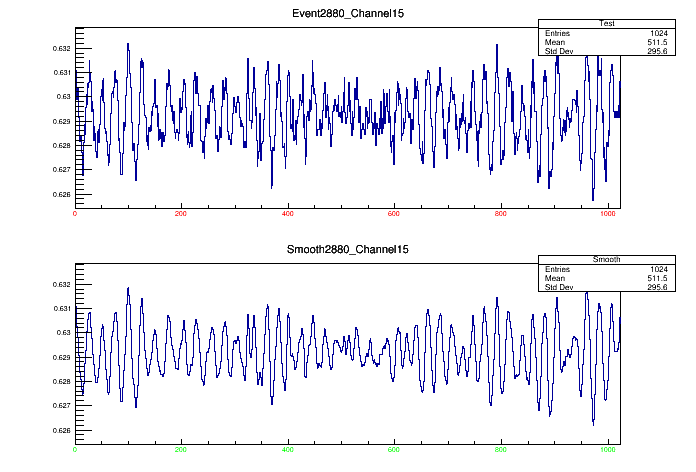 Event2880_Channel15
Test
Entries 1024
Mean 511.5
Std Dev 295.6
0.632
0.631
0.63
0.629
0.628
0.627
0.626
0 200 400 600 800 1000
Smooth2880_Channel15
Smooth
Entries 1024
Mean 511.5
Std Dev 295.6
0.632
0.631
0.63
0.629
0.628
0.627
0.626
0 200 400 600 800 1000